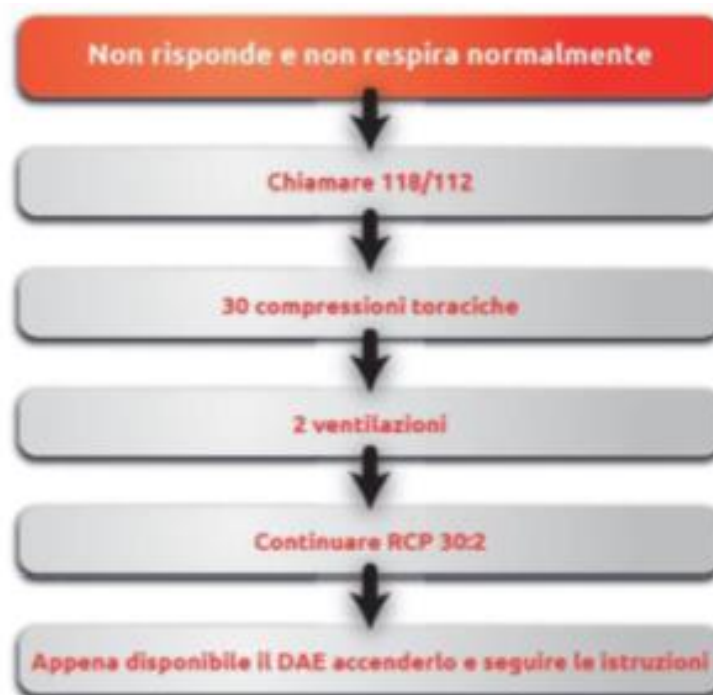 Non risponde e non respira normalmente
Chiamare 118/112
30 compressioni toraciche
2 ventilazioni
Continuare RCP 30:2
Appena disponibile il DAE accenderlo e seguire le istruzioni